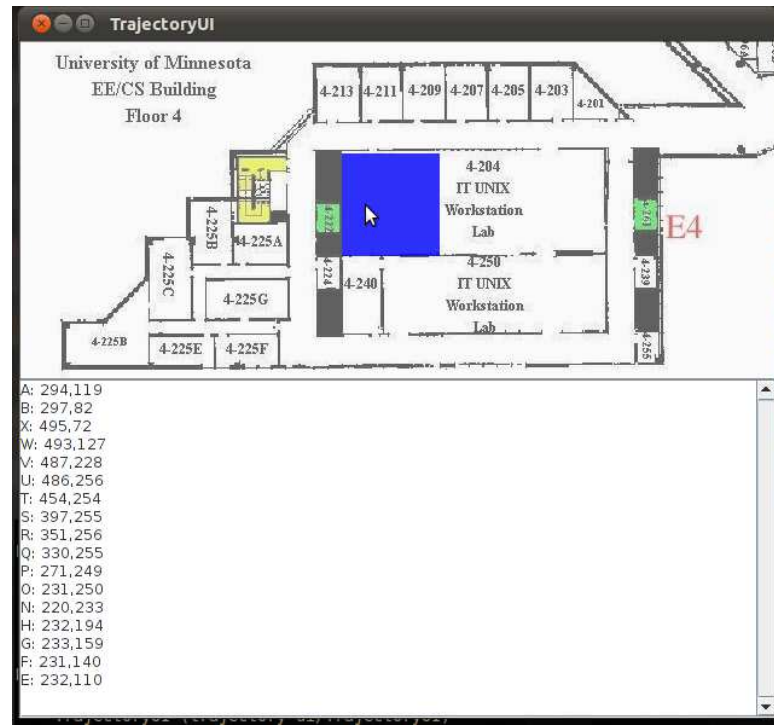 TrajectoryUI
University of Minnesota
EE/CS Building
Floor 4
4-213
4-211
4-209
4-207
4-205
4-203
4-201
4-204
IT UNIX
Workstation
Lab
4-261
E4
4-225B
4-225A
4-250
IT UNIX
Workstation
Lab
4-224
4-240
4-239
4-225C
4-225G
4-225B
4-225E
4-225F
4-255
A: 294,119
B: 297,82
X: 495,72
W: 493,127
V: 487,228
U: 486,256
T: 454,254
S: 397,255
R: 351,256
Q: 330,255
P: 271,249
O: 231,250
N: 220,233
H: 232,194
G: 233,159
F: 231,140
E: 232,110